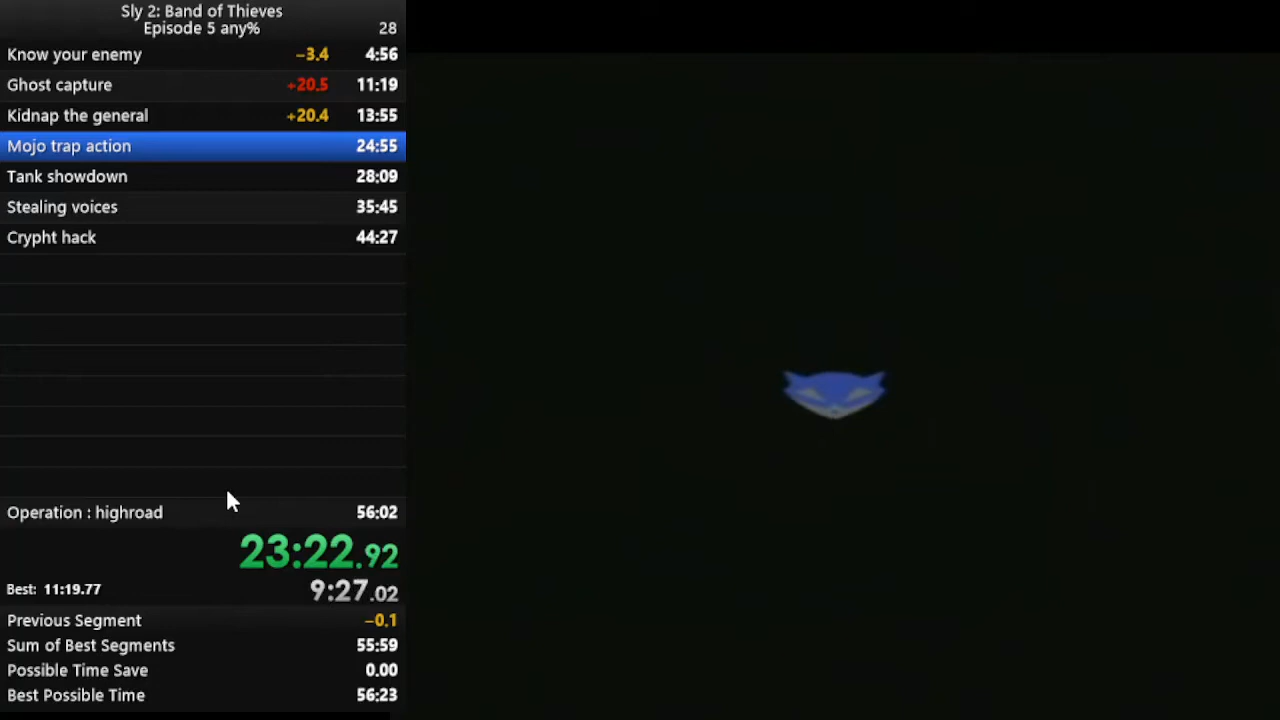 Sly 2: Band of Thieves
Episode 5 any% 28
Know your enemy −3.4 4:56
Ghost capture +20.5 11:19
Kidnap the general +20.4 13:55
Mojo trap action 24:55
Tank showdown 28:09
Stealing voices 35:45
Crypht hack 44:27
Operation : highroad 56:02
23:22.92
Best: 11:19.77 9:27.02
Previous Segment −0.1
Sum of Best Segments 55:59
Possible Time Save 0.00
Best Possible Time 56:23